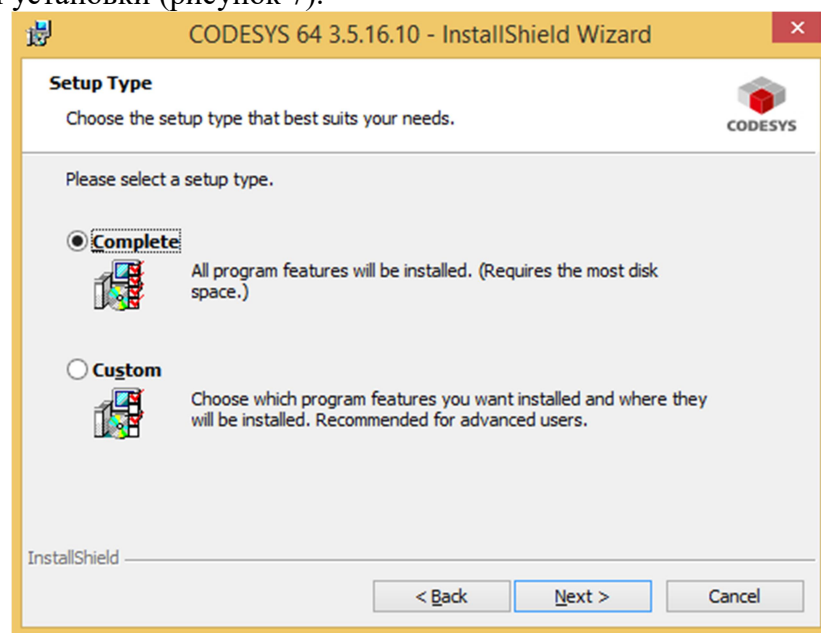 установки (рисунок 7).
CODESYS 64 3.5.16.10 - InstallShield Wizard
Setup Type
Choose the setup type that best suits your needs.
CODESYS
Please select a setup type.
Complete
All program features will be installed. (Requires the most disk
space.)
Custom
Choose which program features you want installed and where they
will be installed. Recommended for advanced users.
InstallShield
< Back
Next >
Cancel